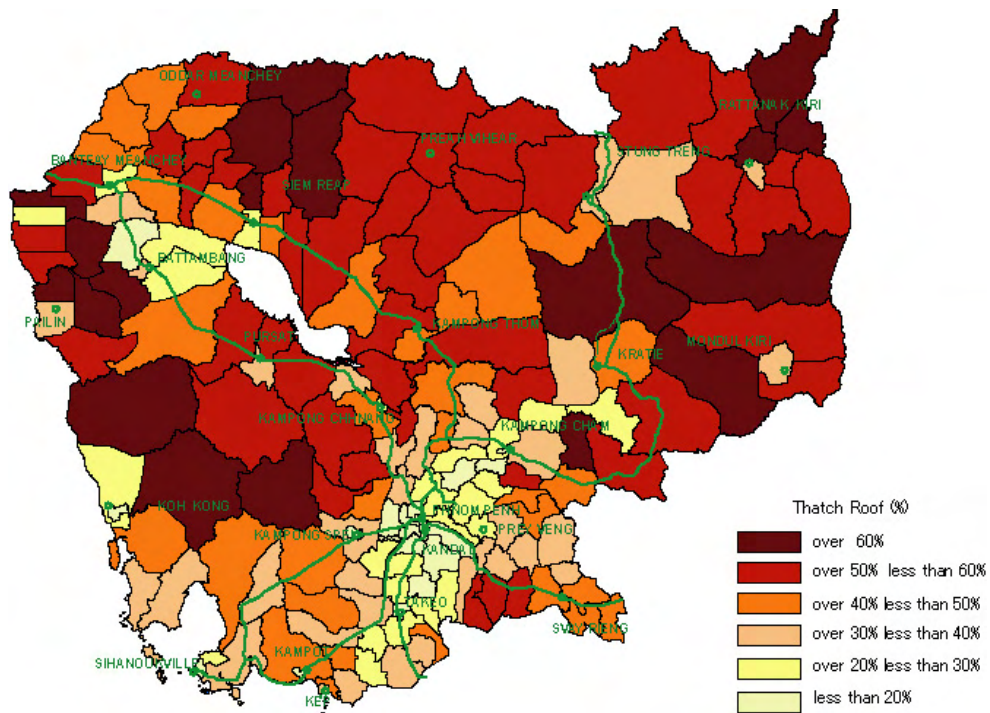 ODDAR MEANCHEY
RATTANAK KIRI
PREAH VIHEAR
STUNG TRENG
BANTEAY MEANCHEY
SIEM REAP
BATTAMBANG
PAILIN
KAMPONG THOM
PURSAT
KRATIE
MONDUL KIRI
KAMPONG CHHNANG
KAMPONG CHAM
KOH KONG
PHNOM PENH
PREY VENG
KAMPONG SPEU
KANDAL
TAKEO
SVAY RIENG
KAMPOT
SIHANOUKVILLE
KEP
Thatch Roof (%)
over 60%
over 50% less than 60%
over 40% less than 50%
over 30% less than 40%
over 20% less than 30%
less than 20%